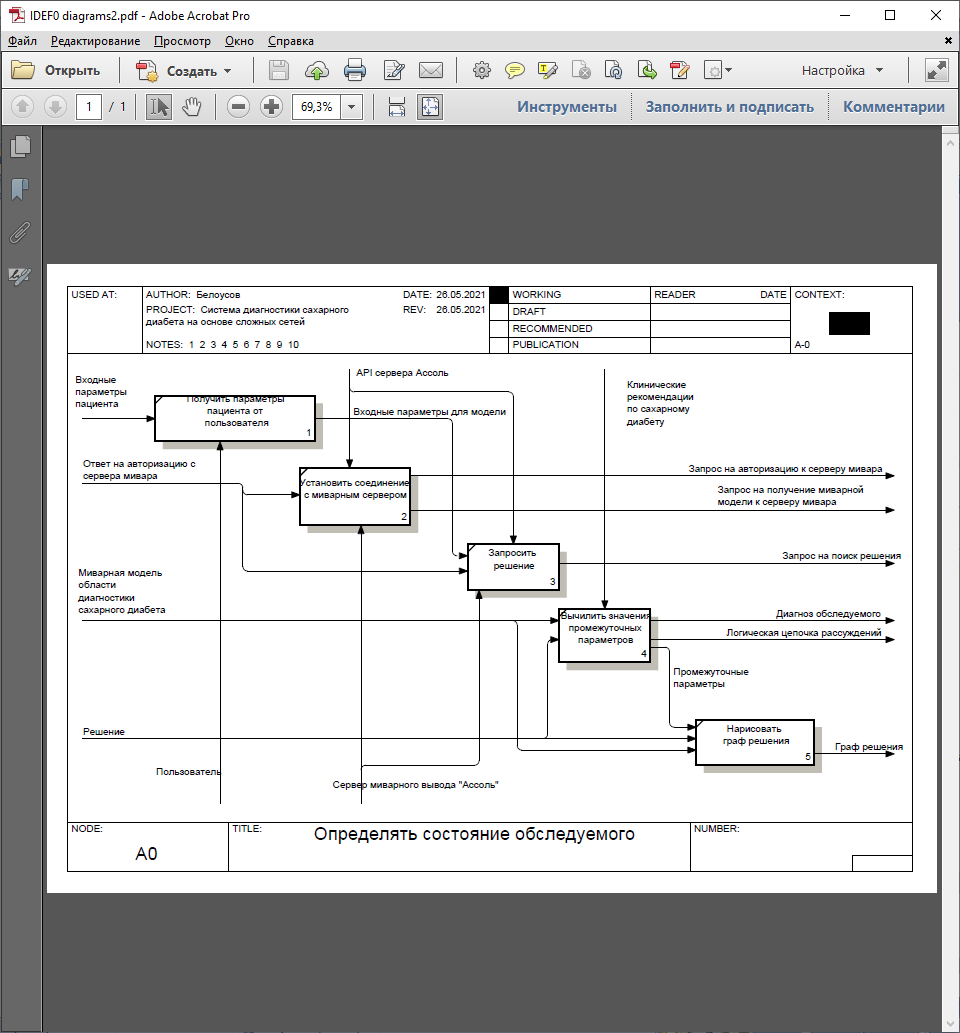 IDEF0 diagrams2.pdf - Adobe Acrobat Pro
Файл Редактирование Просмотр Окно Справка
Открыть Создать Настройка
1 / 1 69,3% Инструменты Заполнить и подписать Комментарии
USED AT:
AUTHOR: Белоусов
DATE: 26.05.2021
PROJECT: Система диагностики сахарного
диабета на основе сложных сетей
REV: 26.05.2021
NOTES: 1 2 3 4 5 6 7 8 9 10
WORKING
DRAFT
RECOMMENDED
PUBLICATION
READER DATE
CONTEXT:
A-0
Входные
параметры
пациента
Получить параметры
пациента от
пользователя
1
API сервера Ассоль
Входные параметры для модели
Клинические
рекомендации
по сахарному
диабету
Ответ на авторизацию с
сервера мивара
Установить соединение
с миварным сервером
2
Запрос на авторизацию к серверу мивара
Запрос на получение миварной
модели к серверу мивара
Запросить
решение
3
Запрос на поиск решения
Миварная модель
области
диагностики
сахарного диабета
Вычилить значения
промежуточных
параметров
4
Диагноз обследуемого
Логическая цепочка рассуждений
Промежуточные
параметры
Решение
Нарисовать
граф решения
5
Граф решения
Пользователь
Сервер миварного вывода "Ассоль"
NODE:
A0
TITLE:
Определять состояние обследуемого
NUMBER: